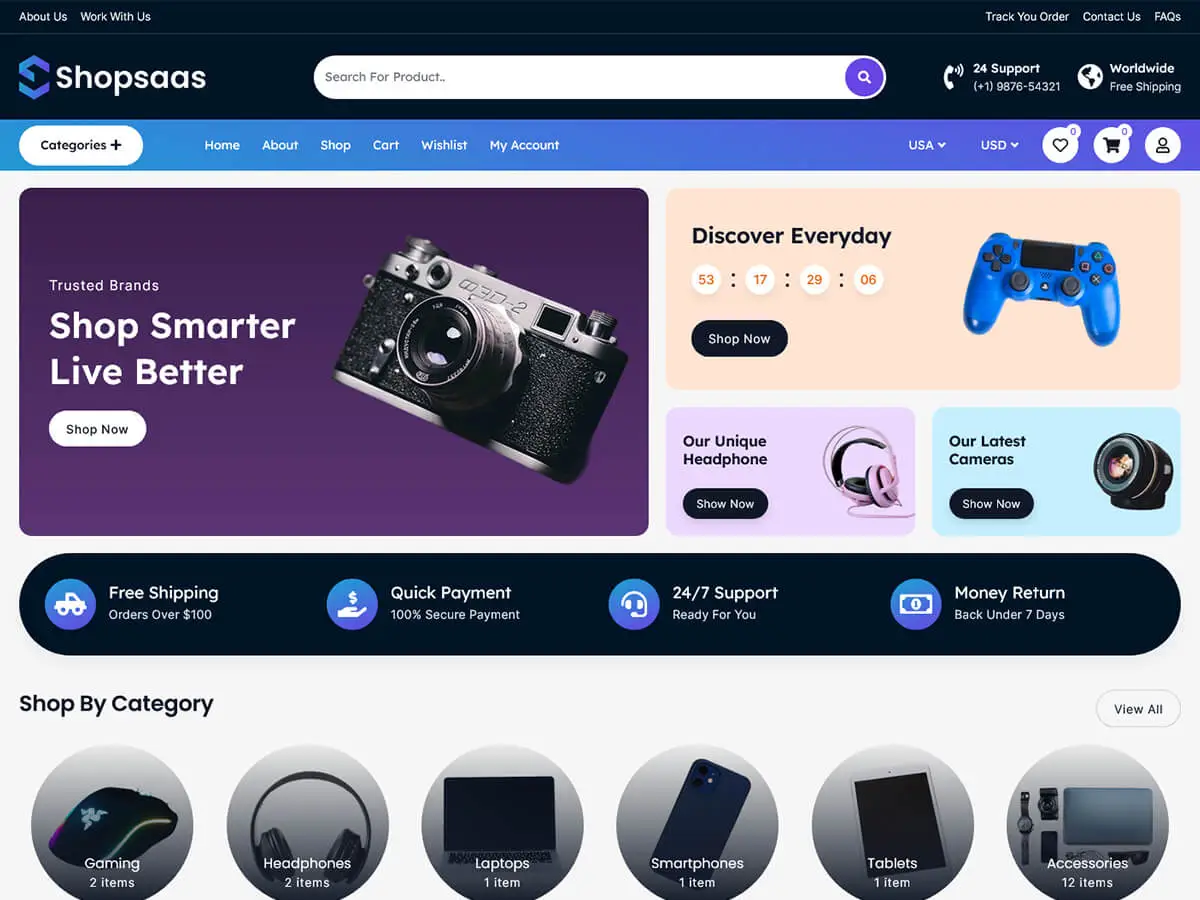 About Us Work With Us
Track You Order Contact Us FAQs
Shopsaas
Search For Product..
24 Support
(+1) 9876-54321
Worldwide
Free Shipping
Categories
Home About Shop Cart Wishlist My Account
USA USD 0 0
Trusted Brands
Shop Smarter
Live Better
Shop Now
Discover Everyday
53 : 17 : 29 : 06
Shop Now
Our Unique
Headphone
Show Now
Our Latest
Cameras
Show Now
Free Shipping
Orders Over $100
Quick Payment
100% Secure Payment
24/7 Support
Ready For You
Money Return
Back Under 7 Days
Shop By Category
View All
Gaming
2 items
Headphones
2 items
Laptops
1 item
Smartphones
1 item
Tablets
1 item
Accessories
12 items